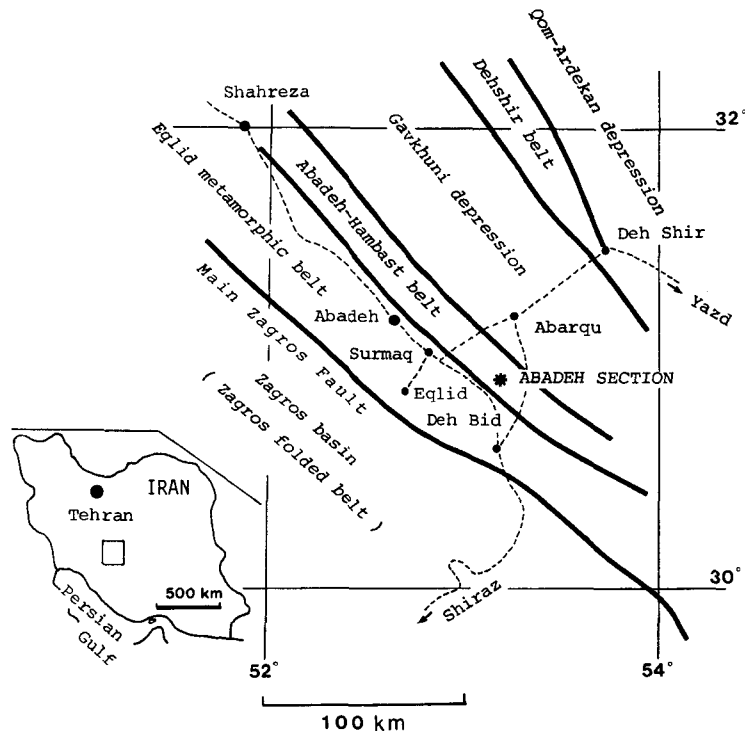 Qom-Ardekan depression
Dehshir belt
Shahreza
32°
Gavkhuni depression
Eqlid metamorphic belt
Abadeh-Hambast belt
Deh Shir
Main Zagros Fault
Yazd
Abadeh
Abarqu
Surmaq
ABADEH SECTION
Eqlid
Zagros basin
Deh Bid
( Zagros folded belt )
IRAN
Tehran
500 km
30°
Persian
Gulf
Shiraz
52°
54°
100 km